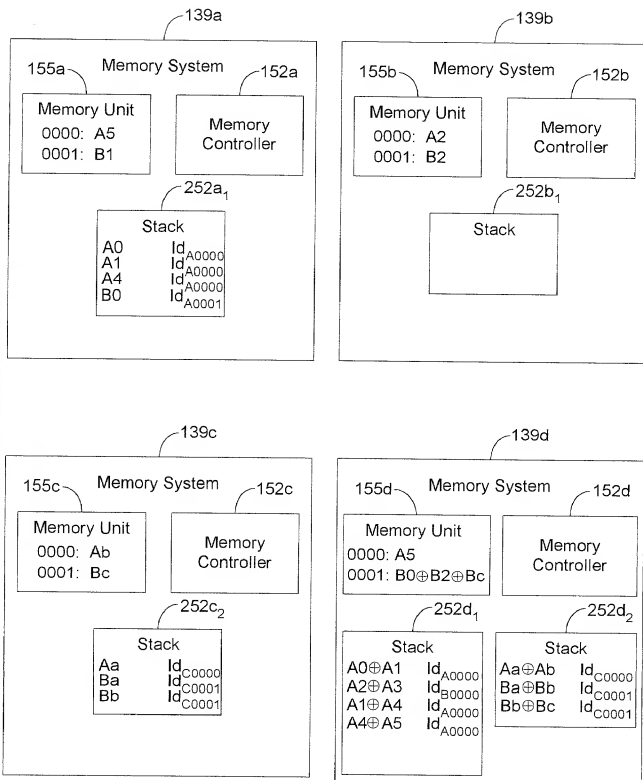 139a
Memory System
155a
152a
Memory Unit
0000: A5
0001: B1
Memory
Controller
252a1
Stack
A0 IdA0000
A1 IdA0000
A4 IdA0000
B0 IdA0001
139b
Memory System
155b
152b
Memory Unit
0000: A2
0001: B2
Memory
Controller
252b1
Stack
139c
Memory System
155c
152c
Memory Unit
0000: Ab
0001: Bc
Memory
Controller
252c2
Stack
Aa IdC0000
Ba IdC0001
Bb IdC0001
139d
Memory System
155d
152d
Memory Unit
0000: A5
0001: B0⊕B2⊕Bc
Memory
Controller
252d1
Stack
A0⊕A1 IdA0000
A2⊕A3 IdB0000
A1⊕A4 IdA0000
A4⊕A5 IdA0000
252d2
Stack
Aa⊕Ab IdC0000
Ba⊕Bb IdC0001
Bb⊕Bc IdC0001